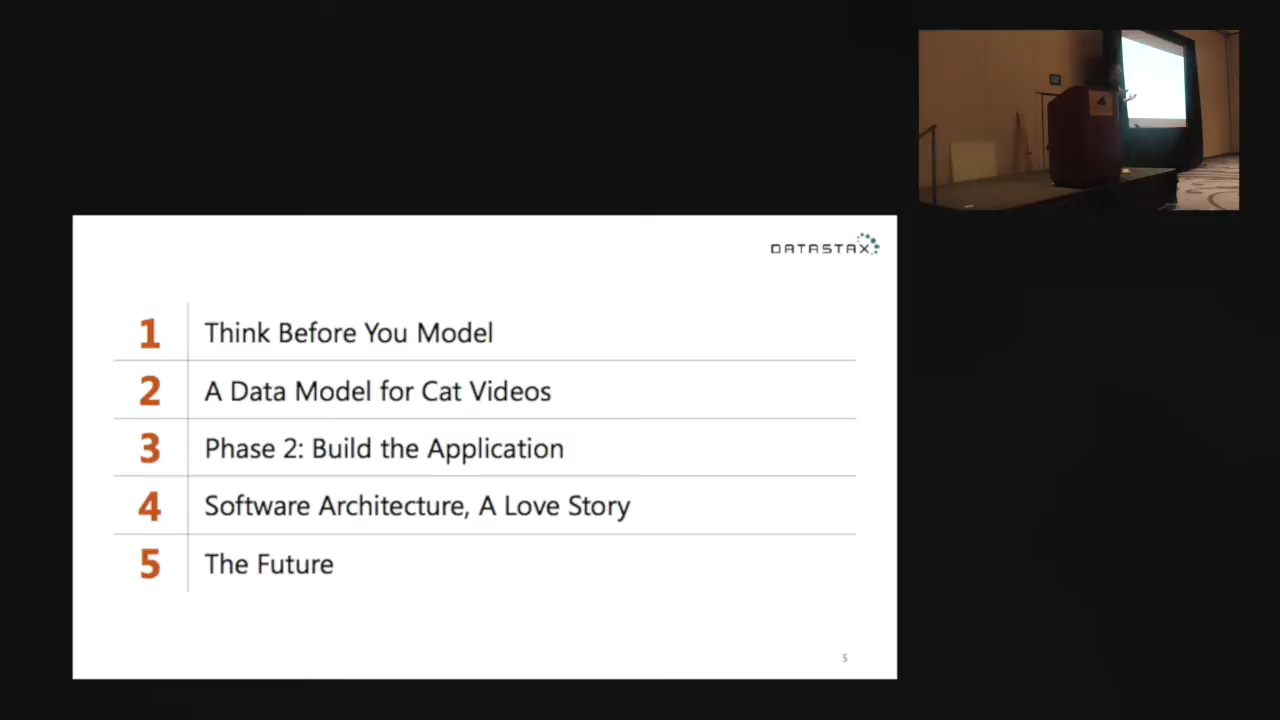 DATASTAX
1 Think Before You Model
2 A Data Model for Cat Videos
3 Phase 2: Build the Application
4 Software Architecture, A Love Story
5 The Future
5